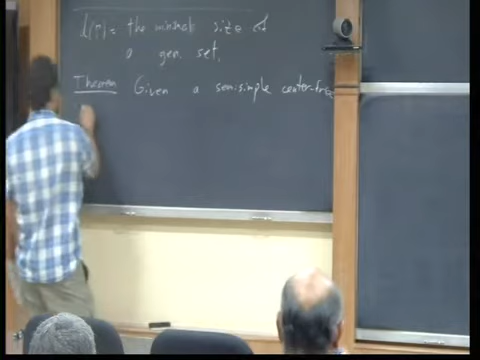 d(Γ) = the minimal size of
a gen. set.
Theorem Given a semisimple center-free